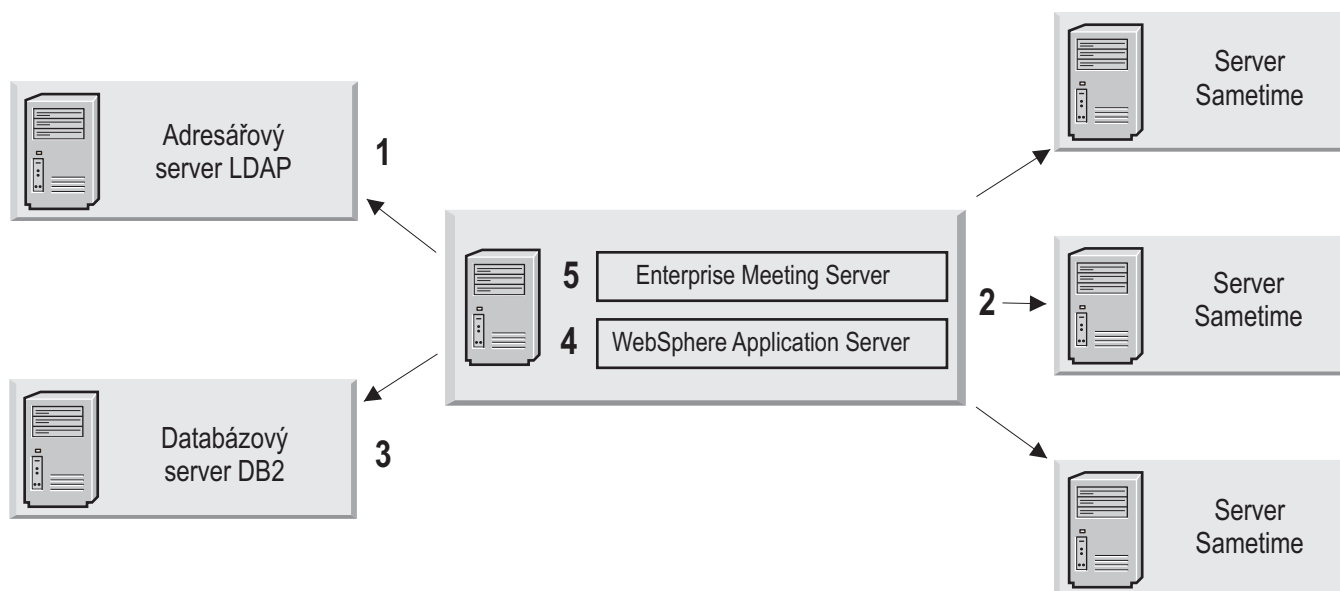 Adresářový
server LDAP
1
Databázový
server DB2
3
5
Enterprise Meeting Server
4
WebSphere Application Server
2
Server
Sametime
Server
Sametime
Server
Sametime